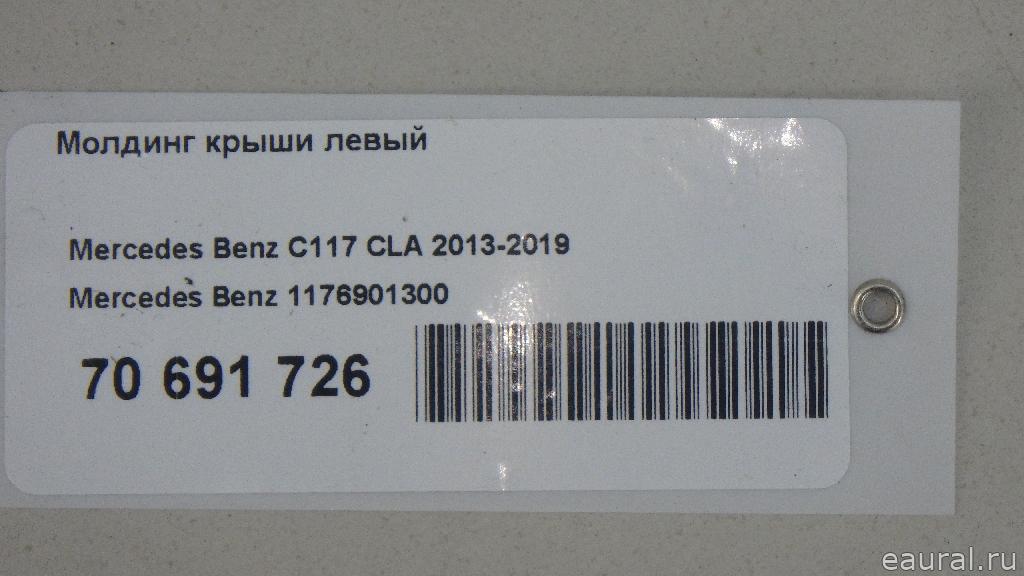 Молдинг крыши левый
Mercedes Benz C117 CLA 2013-2019
Mercedes Benz 1176901300
70 691 726
eaural.ru